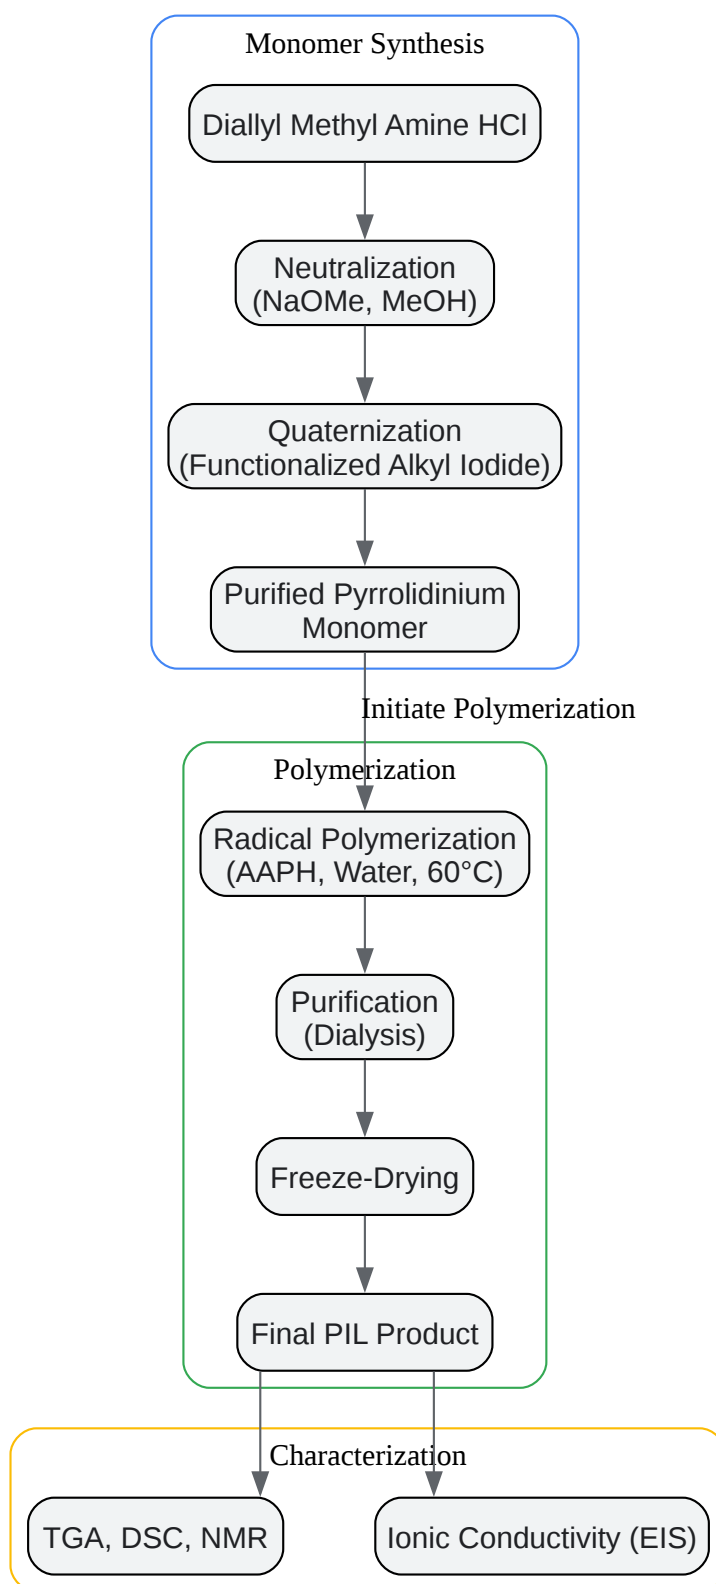 Monomer Synthesis
Diallyl Methyl Amine HCl
Neutralization
(NaOMe, MeOH)
Quaternization
(Functionalized Alkyl Iodide)
Purified Pyrrolidinium
Monomer
Initiate Polymerization
Polymerization
Radical Polymerization
(AAPH, Water, 60°C)
Purification
(Dialysis)
Freeze-Drying
Final PIL Product
Characterization
TGA, DSC, NMR
Ionic Conductivity (EIS)